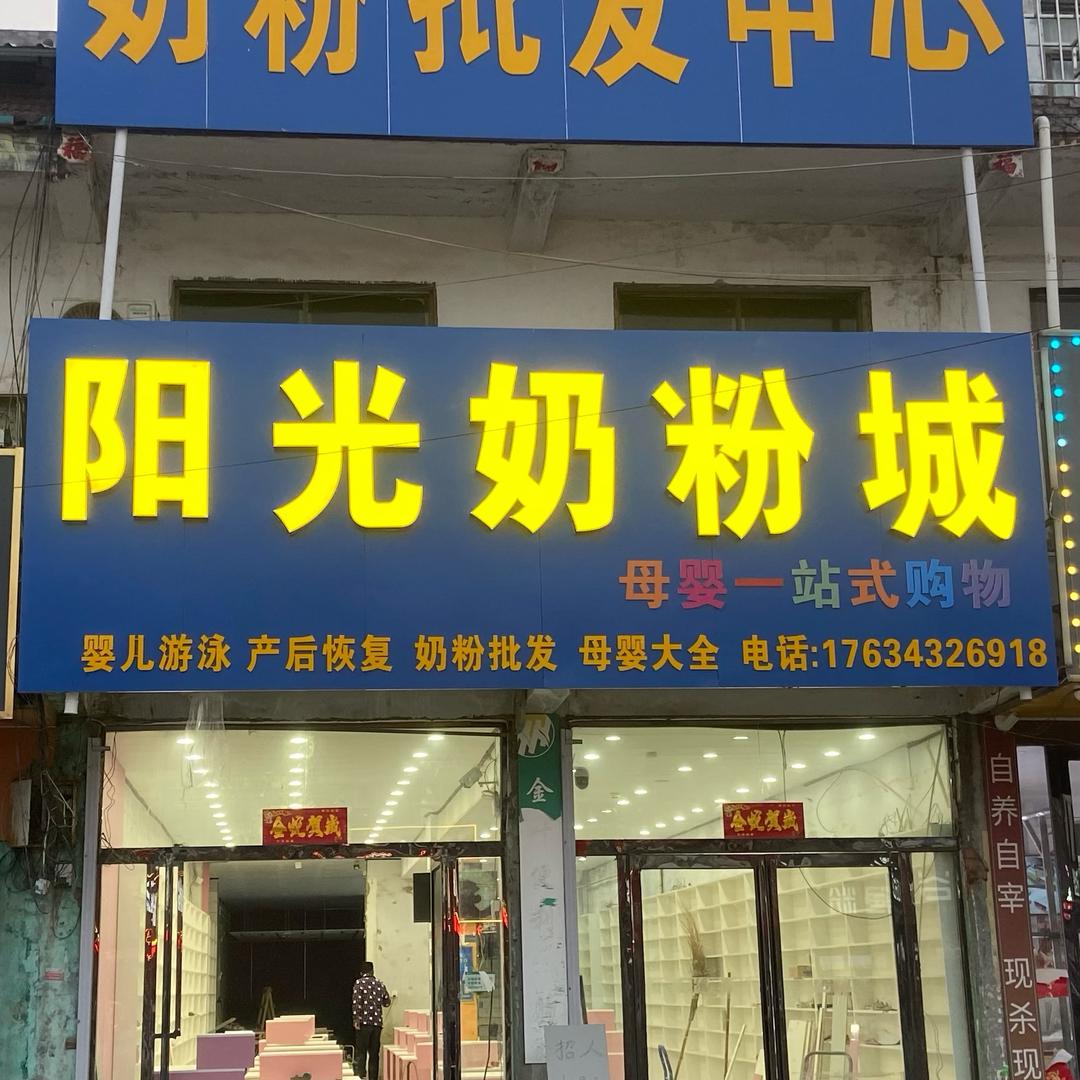 奶粉批发中心
福
福
阳光奶粉城
母婴一站式购物
婴儿游泳 产后恢复 奶粉批发 母婴大全 电话:17634326918
金
招人
自养自宰 现杀现